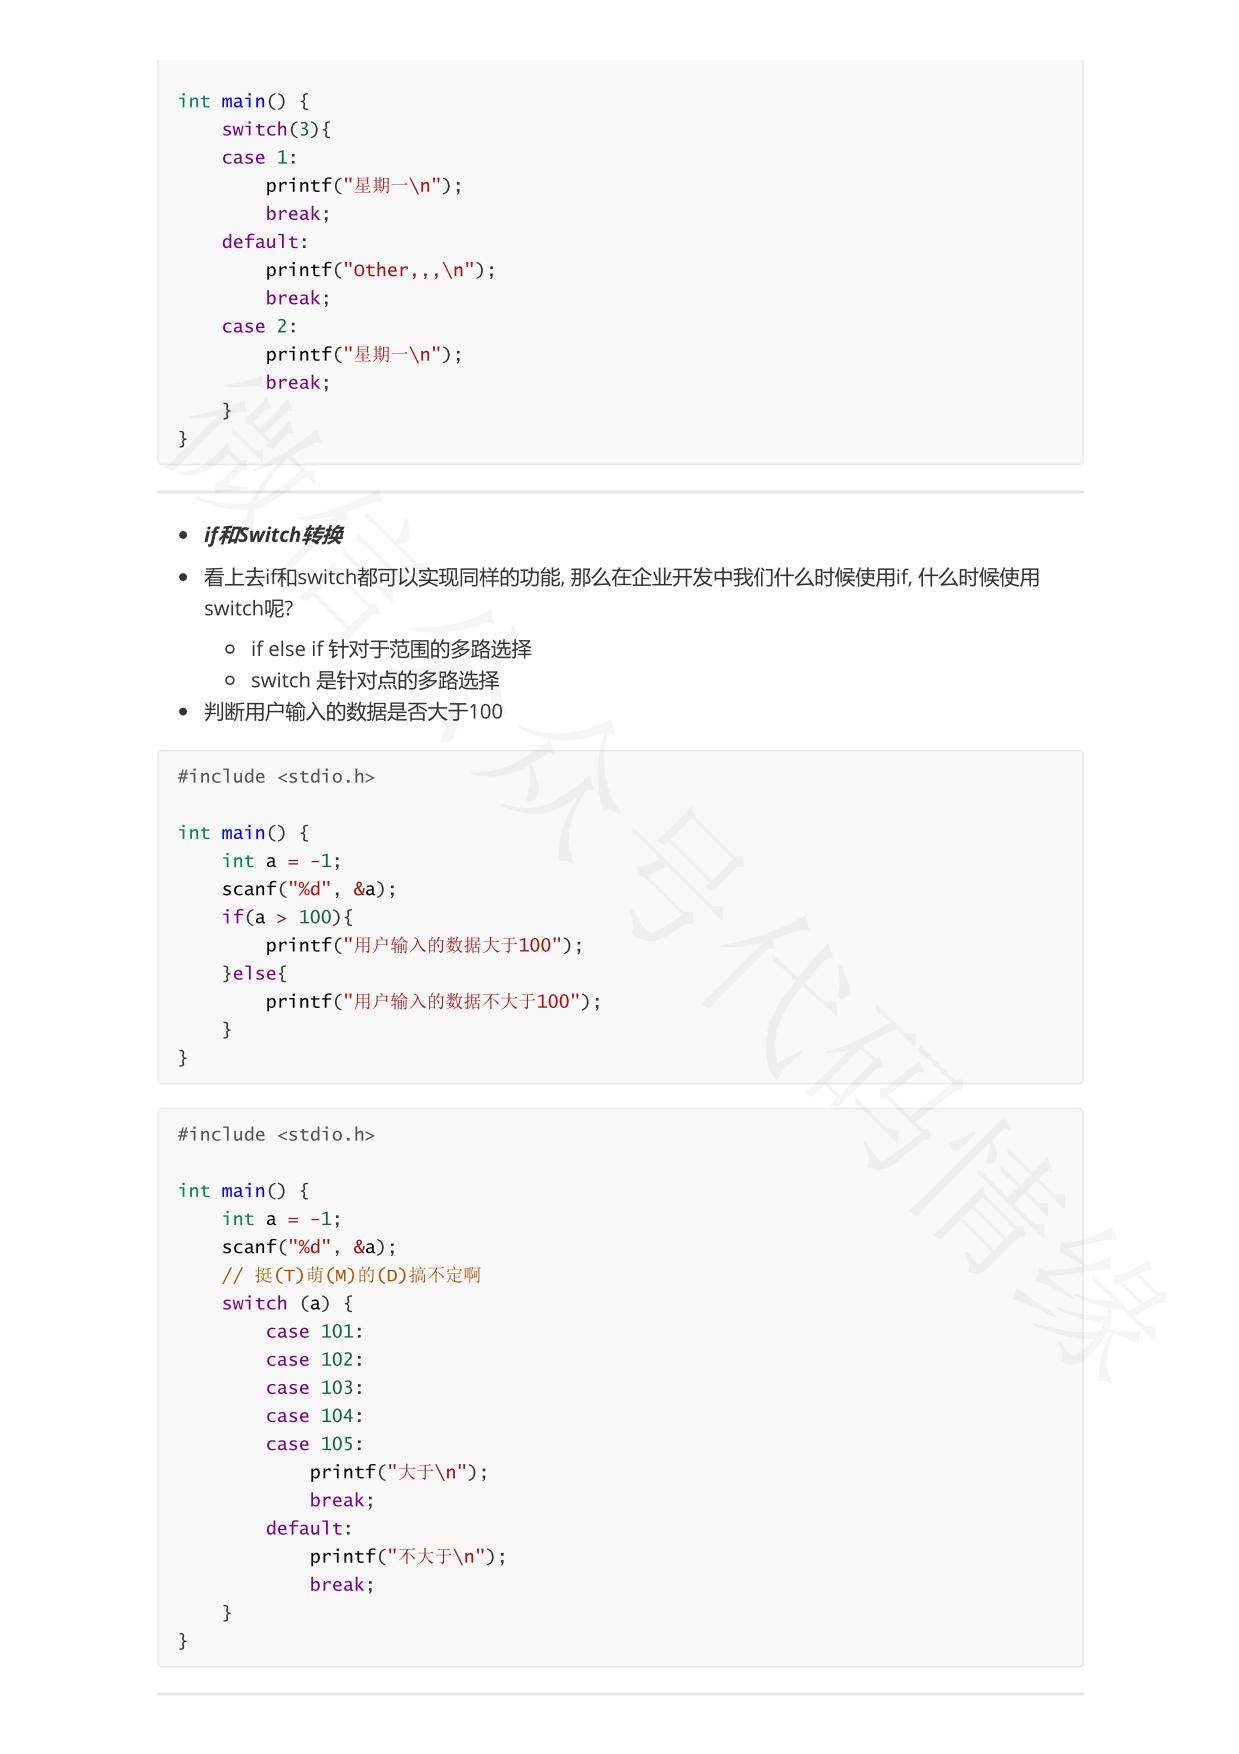 int main() {
    switch(3){
    case 1:
        printf("星期一\n");
        break;
    default:
        printf("Other,,,\n");
        break;
    case 2:
        printf("星期一\n");
        break;
    }
}
if和Switch转换
看上去if和switch都可以实现同样的功能, 那么在企业开发中我们什么时候使用if, 什么时候使用
switch呢?
if else if 针对于范围的多路选择
switch 是针对点的多路选择
判断用户输入的数据是否大于100
#include <stdio.h>
int main() {
    int a = -1;
    scanf("%d", &a);
    if(a > 100){
        printf("用户输入的数据大于100");
    }else{
        printf("用户输入的数据不大于100");
    }
}
#include <stdio.h>
int main() {
    int a = -1;
    scanf("%d", &a);
    // 挺(T)萌(M)的(D)搞不定啊
    switch (a) {
        case 101:
        case 102:
        case 103:
        case 104:
        case 105:
            printf("大于\n");
            break;
        default:
            printf("不大于\n");
            break;
    }
}
微信公众号代码情缘